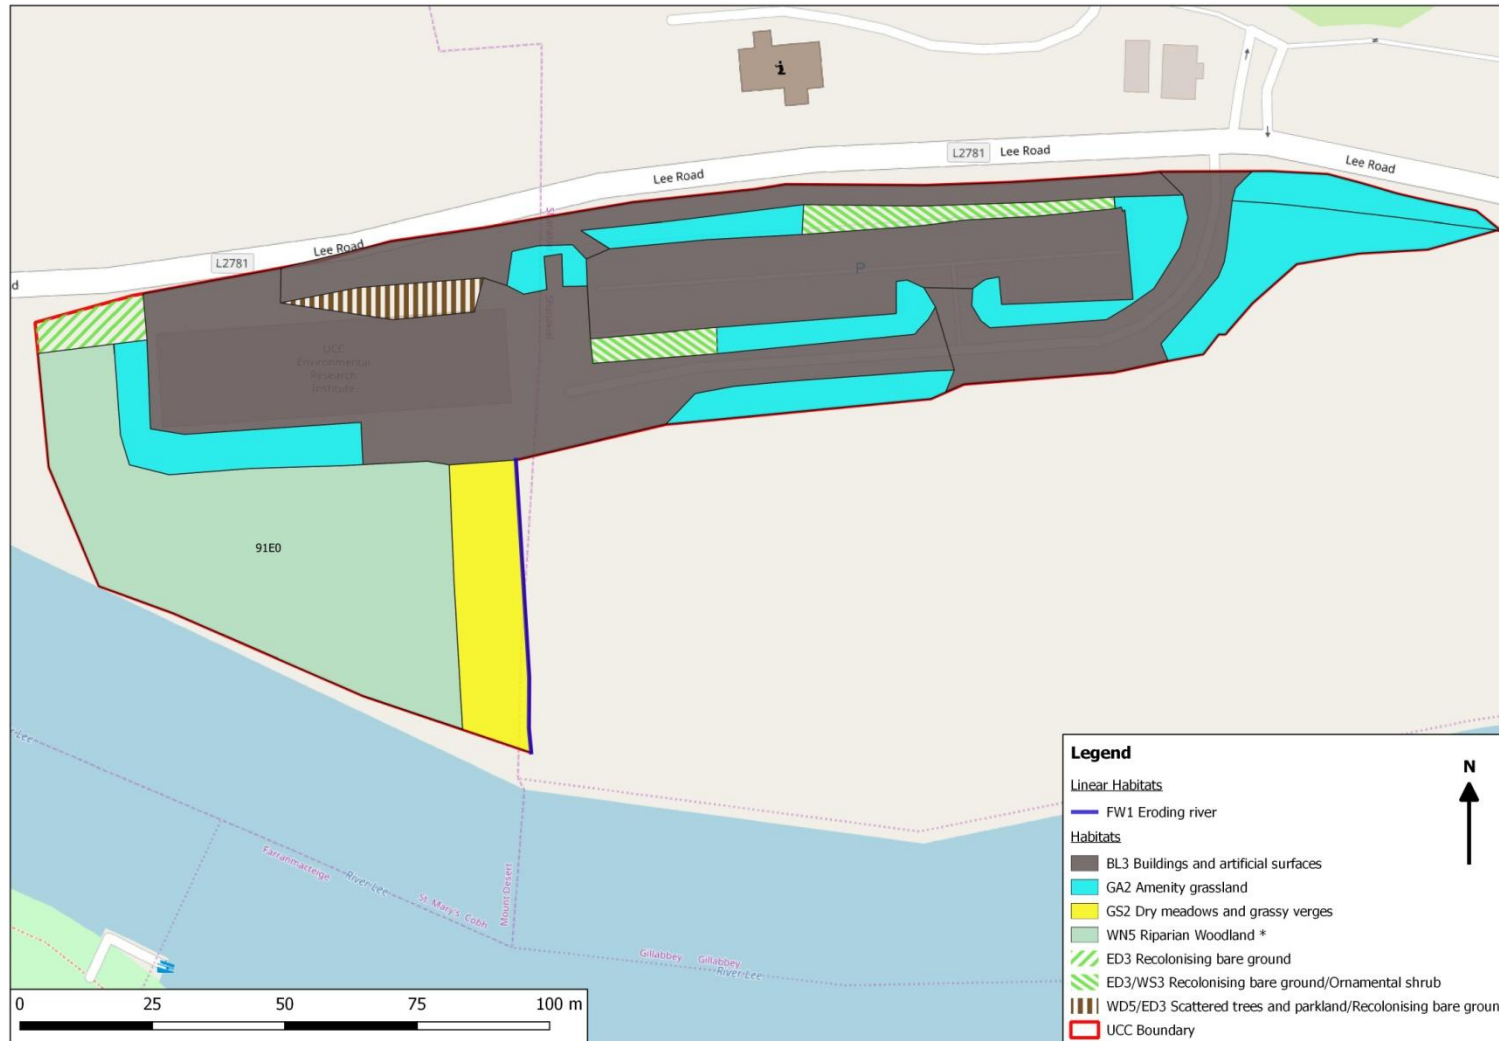 i
L2781
Lee Road
Lee Road
Lee Road
Lee Road
L2781
d
P
UCC
Environmental
Research
Institute
91E0
Lee
Farranmacteige
River Lee
St. Mary's
Cobh
Mount Desert
Gillabbey
Gillabbey
River Lee
0
25
50
75
100 m
Legend
N
Linear Habitats
FW1 Eroding river
Habitats
BL3 Buildings and artificial surfaces
GA2 Amenity grassland
GS2 Dry meadows and grassy verges
WN5 Riparian Woodland *
ED3 Recolonising bare ground
ED3/WS3 Recolonising bare ground/Ornamental shrub
WD5/ED3 Scattered trees and parkland/Recolonising bare groun
UCC Boundary